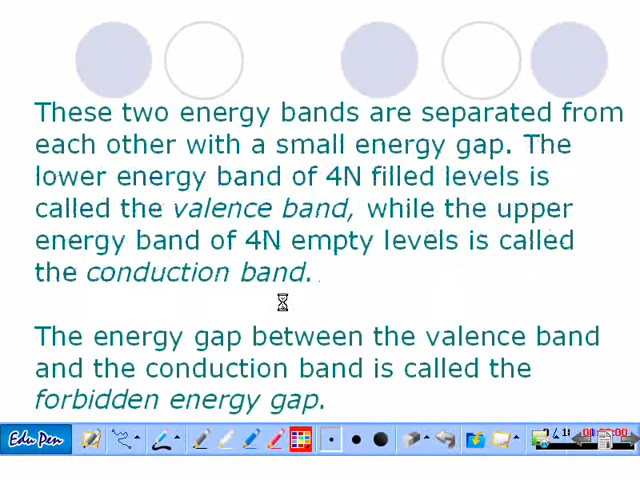 These two energy bands are separated from
each other with a small energy gap. The
lower energy band of 4N filled levels is
called the valence band, while the upper
energy band of 4N empty levels is called
the conduction band.
The energy gap between the valence band
and the conduction band is called the
forbidden energy gap.
Edu Pen